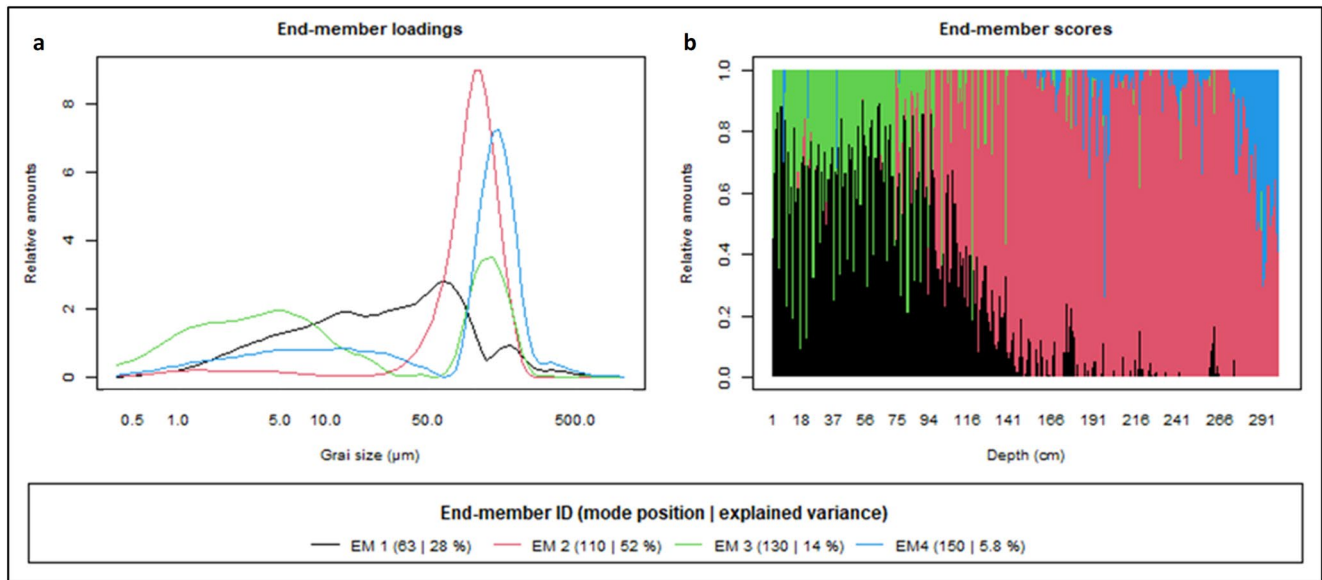 a
End-member loadings
Relative amounts
8
6
4
2
0
0.5 1.0 5.0 10.0 50.0 500.0
Grai size (µm)
b
End-member scores
Relative amounts
1.0
0.8
0.6
0.4
0.2
0.0
1 18 37 56 75 94 116 141 166 191 216 241 266 291
Depth (cm)
End-member ID (mode position | explained variance)
EM 1 (63 | 28 %) EM 2 (110 | 52 %) EM 3 (130 | 14 %) EM4 (150 | 5.8 %)